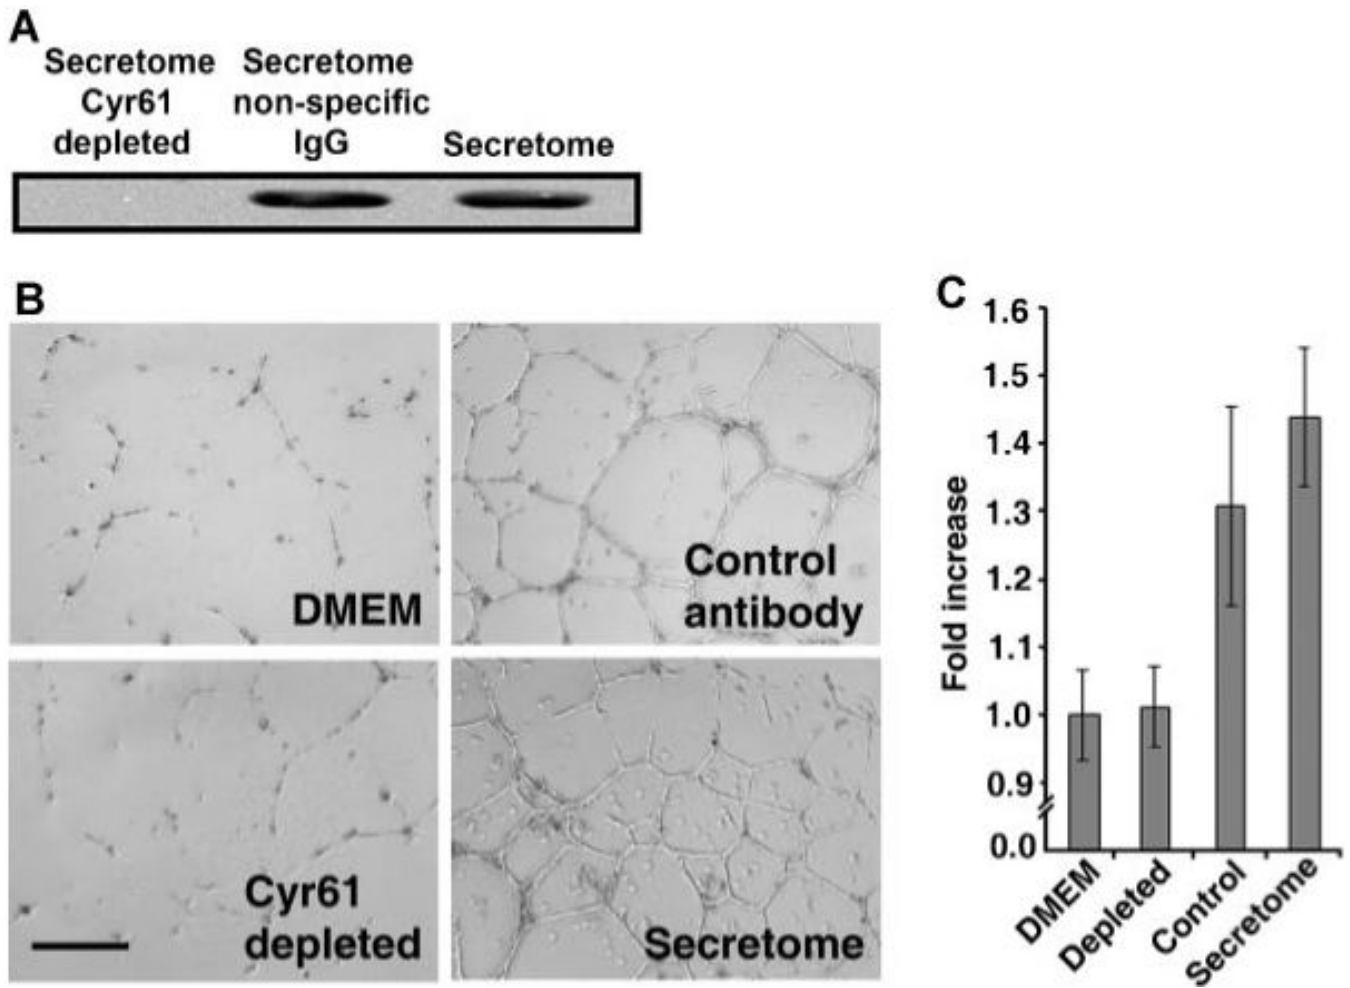 A
Secretome Secretome
Cyr61 non-specific
depleted IgG Secretome
B
DMEM
Control
antibody
Cyr61
depleted
Secretome
C
Fold increase
1.6
1.5
1.4
1.3
1.2
1.1
1.0
0.9
0.0
DMEM
Depleted
Control
Secretome